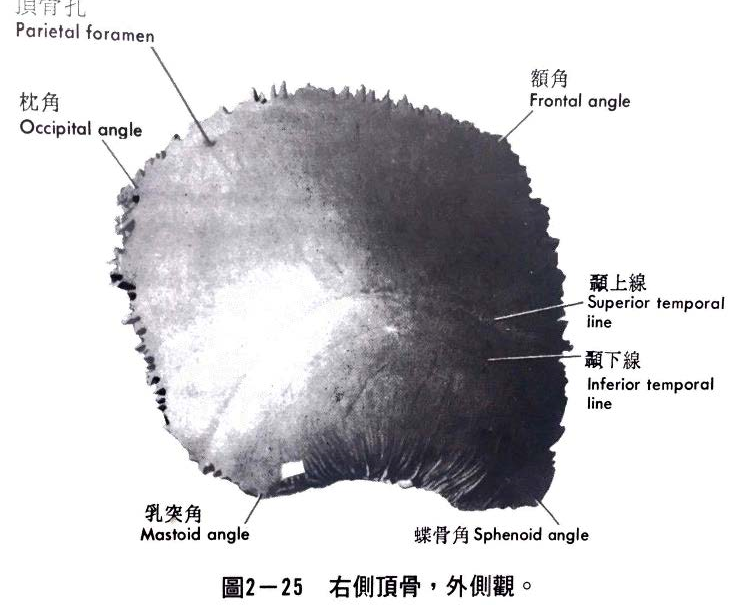 頂骨孔
Parietal foramen
枕角
Occipital angle
額角
Frontal angle
顳上線
Superior temporal
line
顳下線
Inferior temporal
line
乳突角
Mastoid angle
蝶骨角 Sphenoid angle
圖2－25 右側頂骨，外側觀。